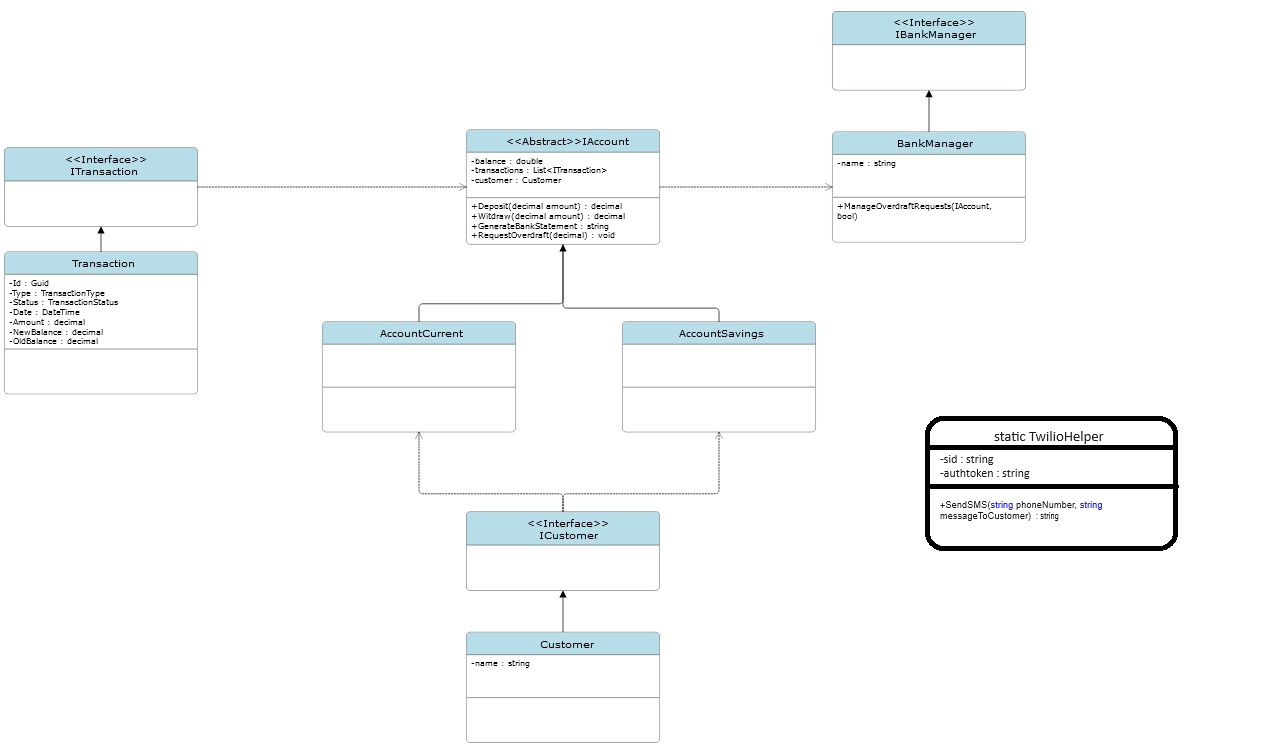 <<Interface>>
IBankManager
BankManager
-name : string
+ManageOverdraftRequests(IAccount,
bool)
<<Abstract>>IAccount
-balance : double
-transactions : List<ITransaction>
-customer : Customer
+Deposit(decimal amount) : decimal
+Witdraw(decimal amount) : decimal
+GenerateBankStatement : string
+RequestOverdraft(decimal) : void
<<Interface>>
ITransaction
Transaction
-Id : Guid
-Type : TransactionType
-Status : TransactionStatus
-Date : DateTime
-Amount : decimal
-NewBalance : decimal
-OldBalance : decimal
AccountCurrent
AccountSavings
static TwilioHelper
-sid : string
-authtoken : string
+SendSMS(string phoneNumber, string
messageToCustomer) : string
<<Interface>>
ICustomer
Customer
-name : string